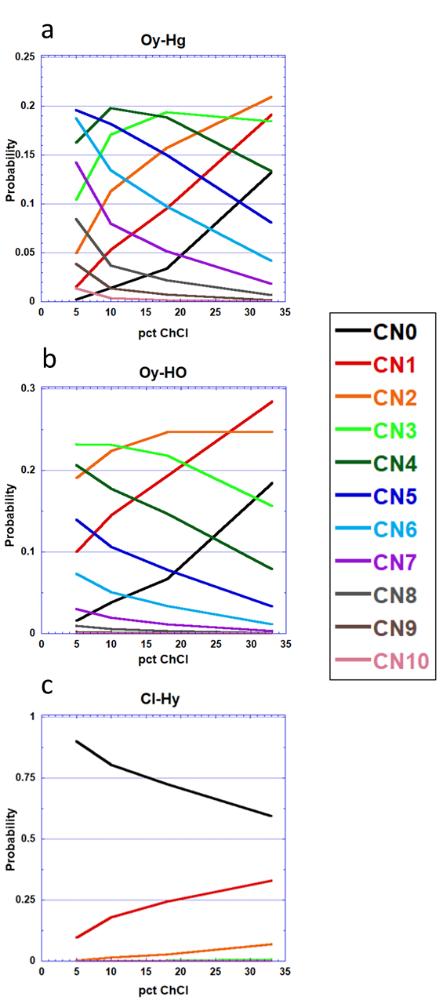 a
Oy-Hg
0.25
0.2
0.15
0.1
0.05
0
Probability
0 5 10 15 20 25 30 35
pct ChCl
b
Oy-HO
0.3
0.2
0.1
0
Probability
0 5 10 15 20 25 30 35
pct ChCl
CN0
CN1
CN2
CN3
CN4
CN5
CN6
CN7
CN8
CN9
CN10
c
Cl-Hy
1
0.75
0.5
0.25
0
Probability
0 5 10 15 20 25 30 35
pct ChCl